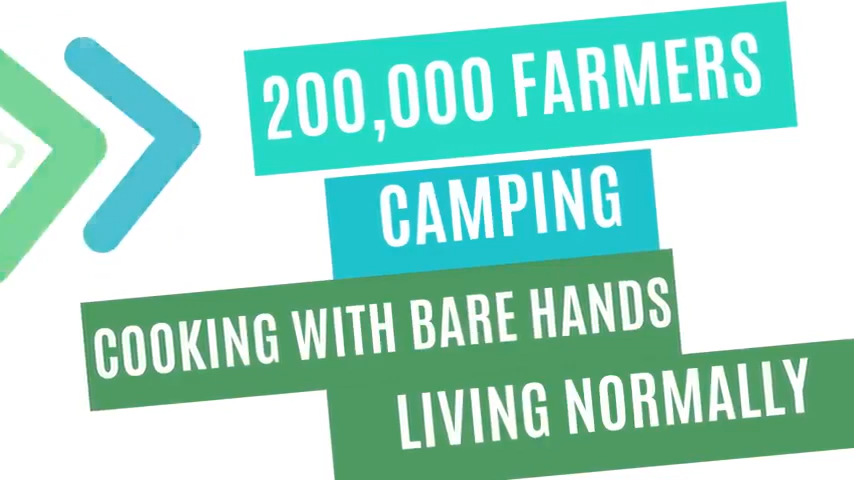 200,000 FARMERS
CAMPING
COOKING WITH BARE HANDS
LIVING NORMALLY